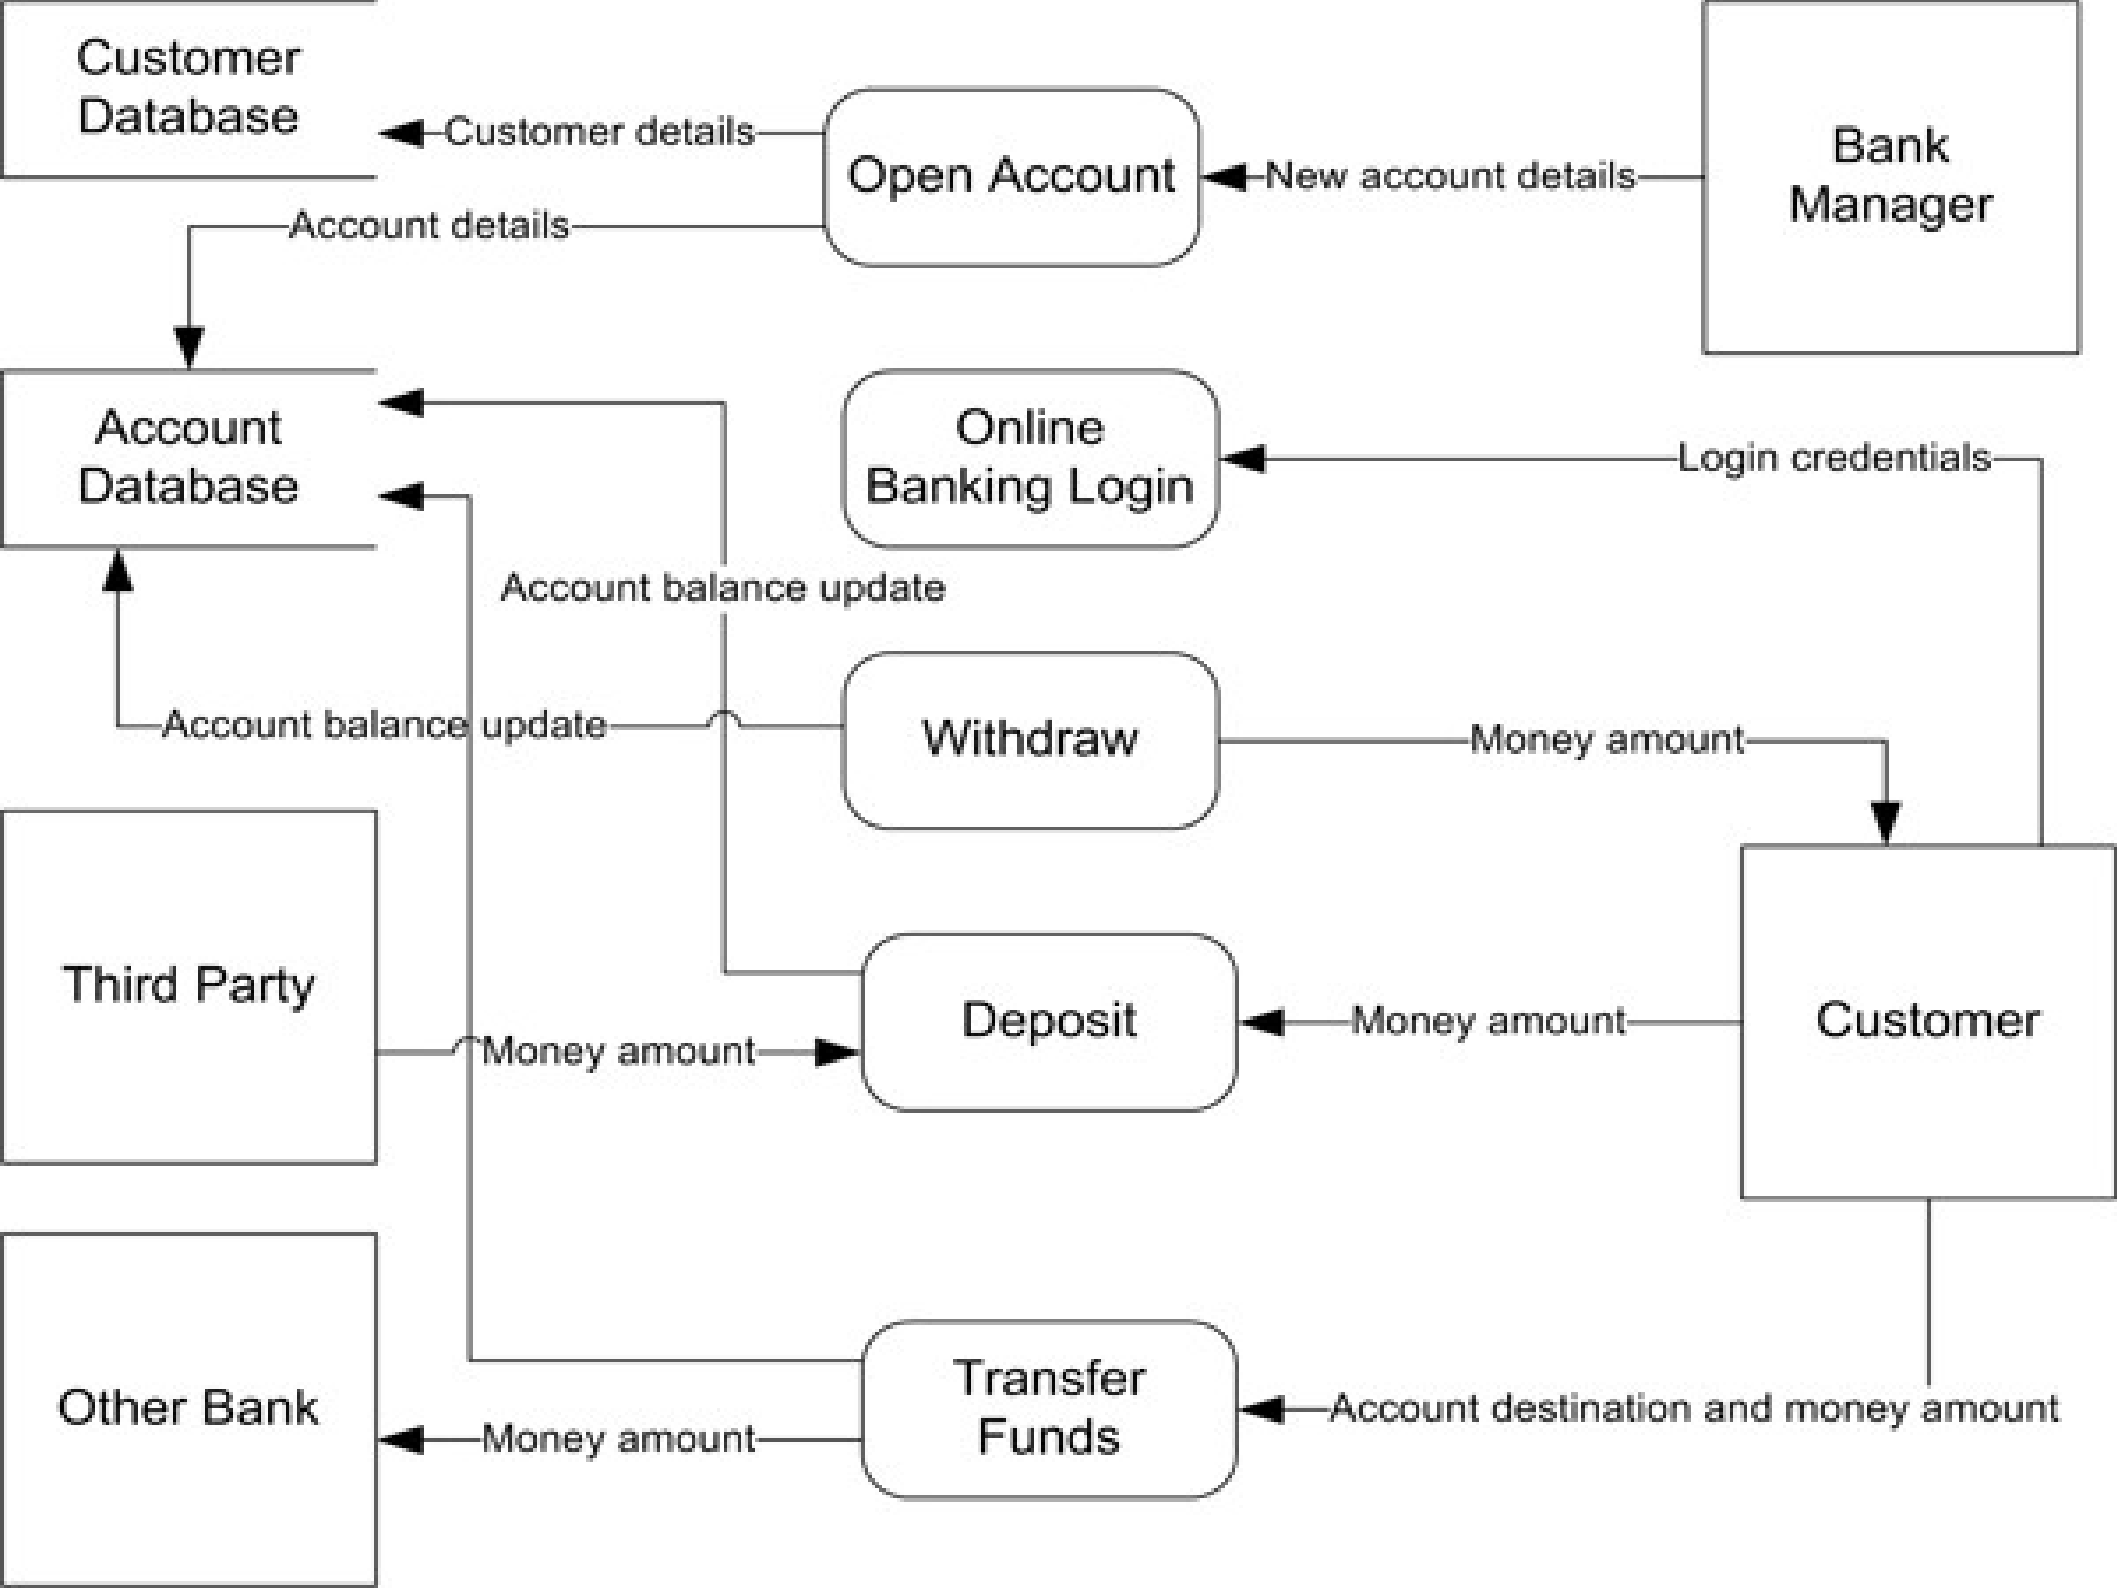 Customer
Database
Customer details
Open Account
New account details
Bank
Manager
Account details
Account
Database
Online
Banking Login
Login credentials
Account balance update
Account balance update
Withdraw
Money amount
Third Party
Money amount
Deposit
Money amount
Customer
Other Bank
Money amount
Transfer
Funds
Account destination and money amount